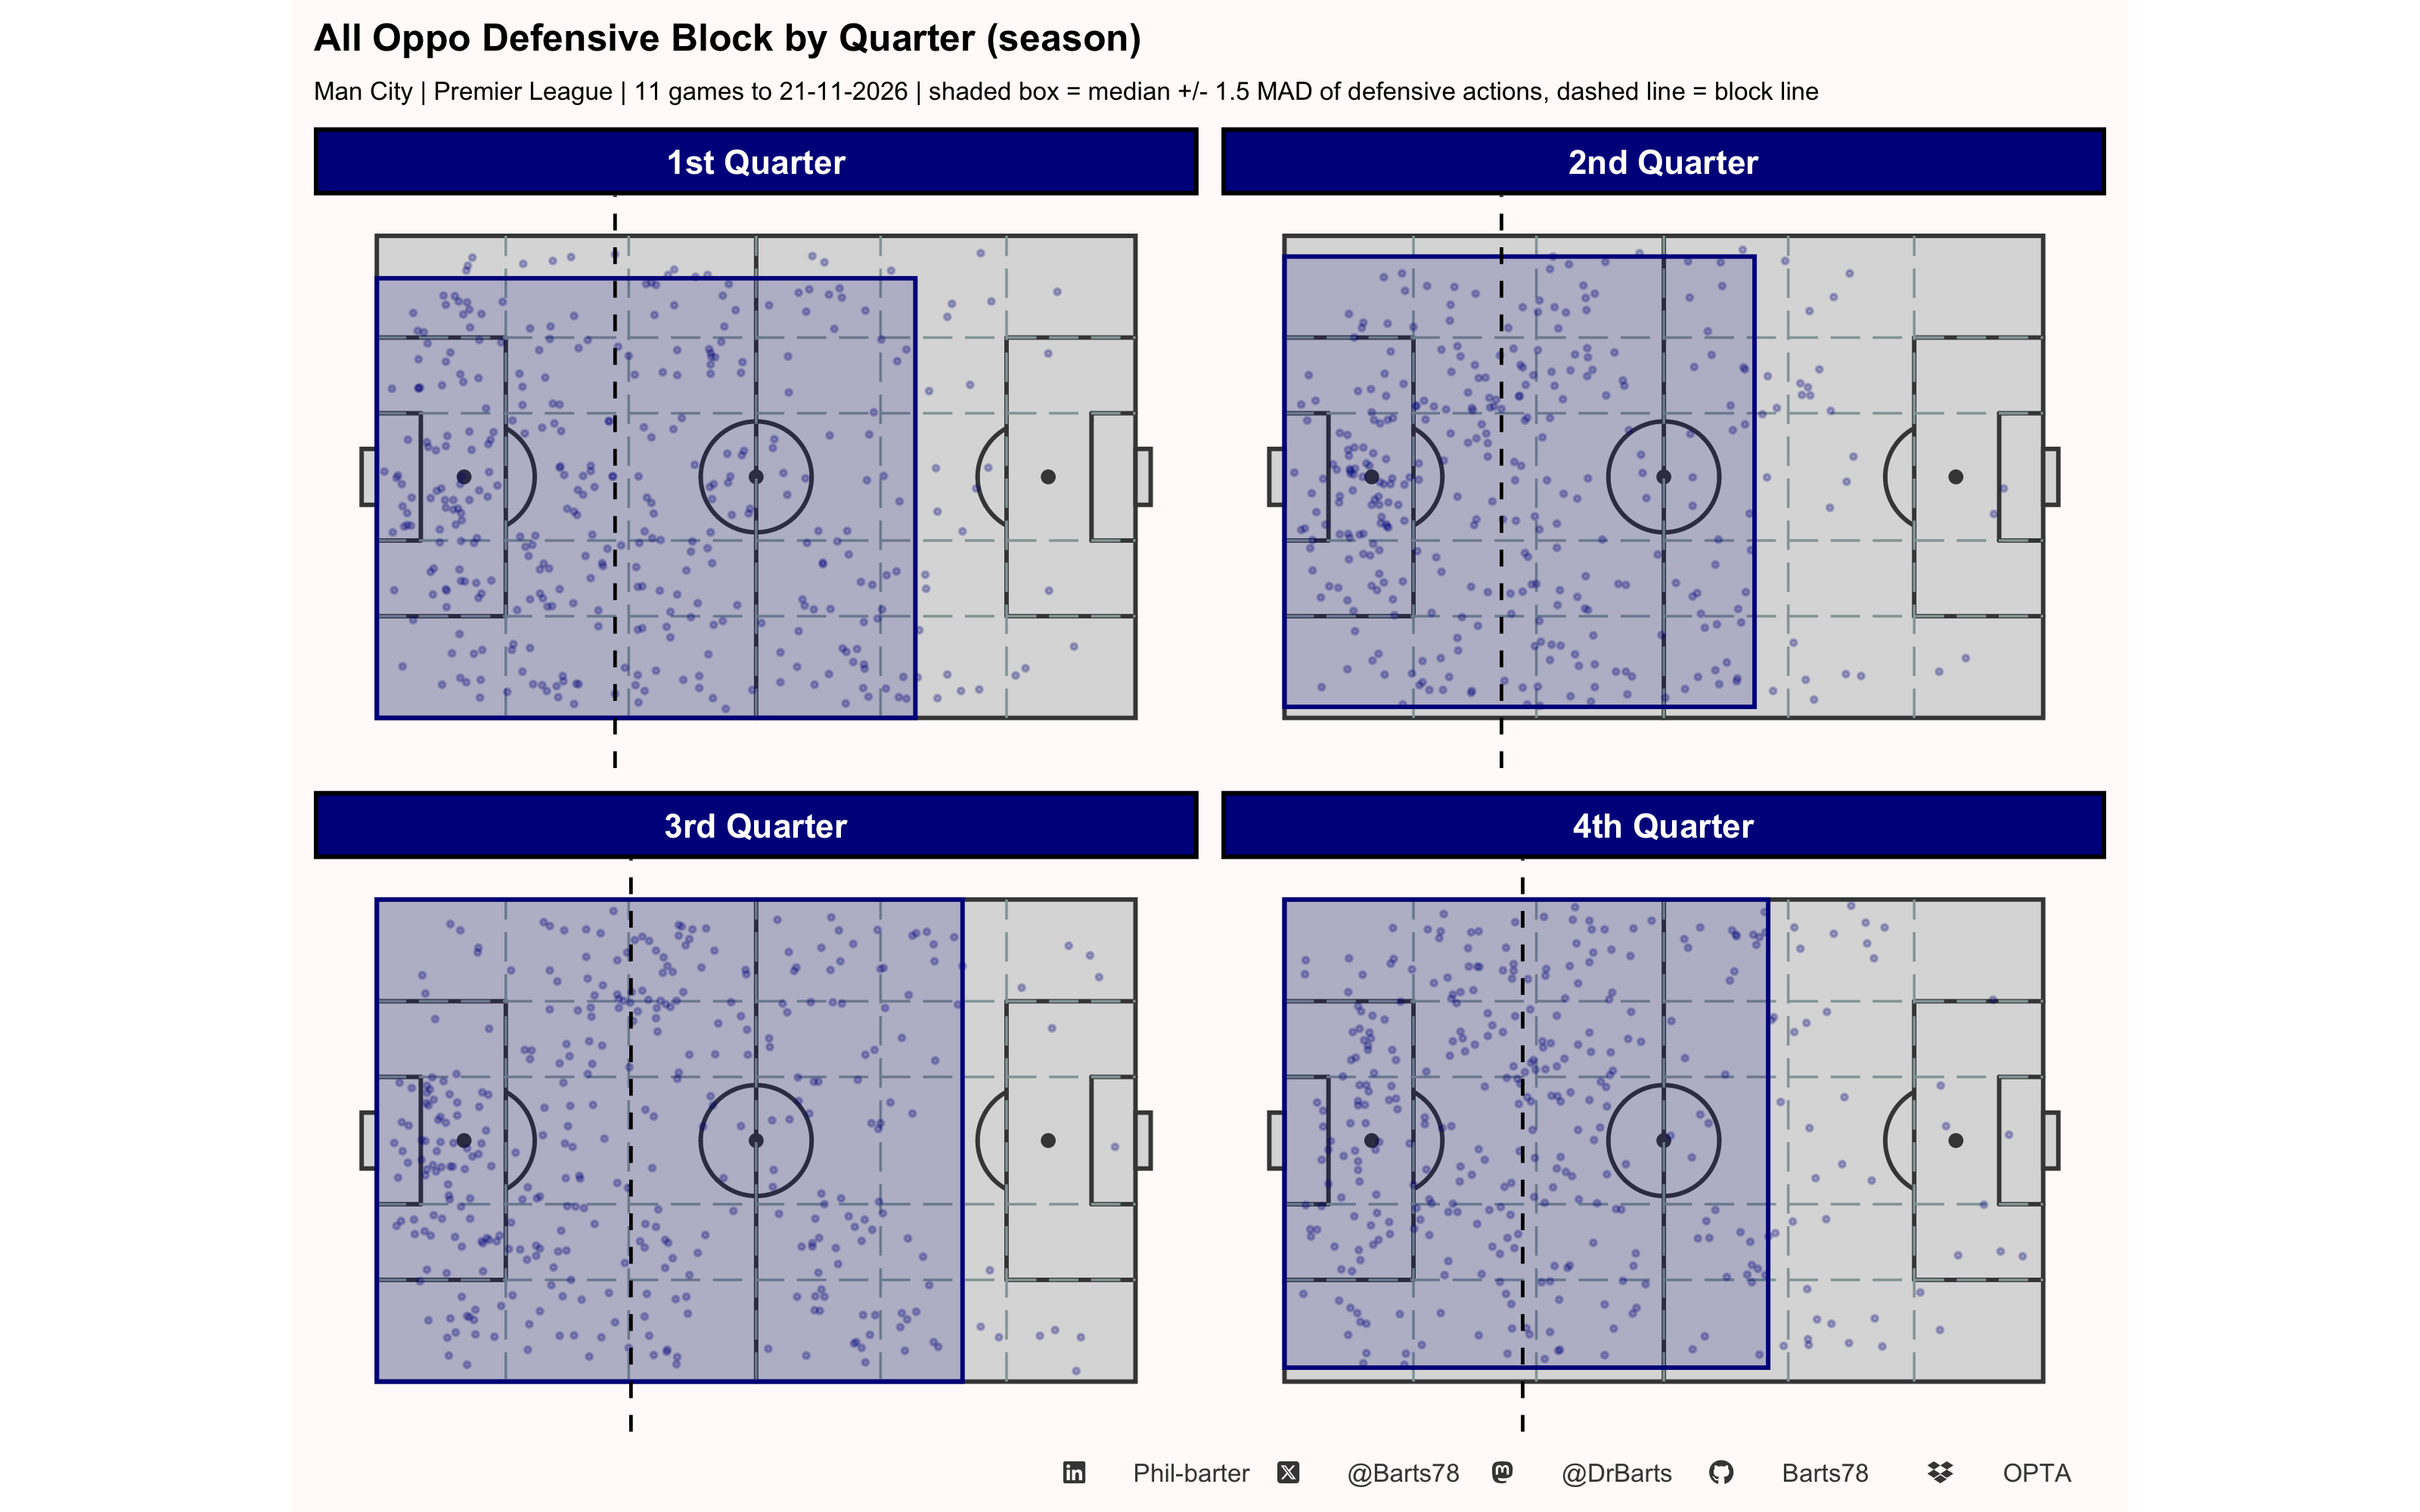 All Oppo Defensive Block by Quarter (season)
Man City | Premier League | 11 games to 21-11-2026 | shaded box = median +/- 1.5 MAD of defensive actions, dashed line = block line
1st Quarter
2nd Quarter
3rd Quarter
4th Quarter
Phil-barter @Barts78 @DrBarts Barts78 OPTA